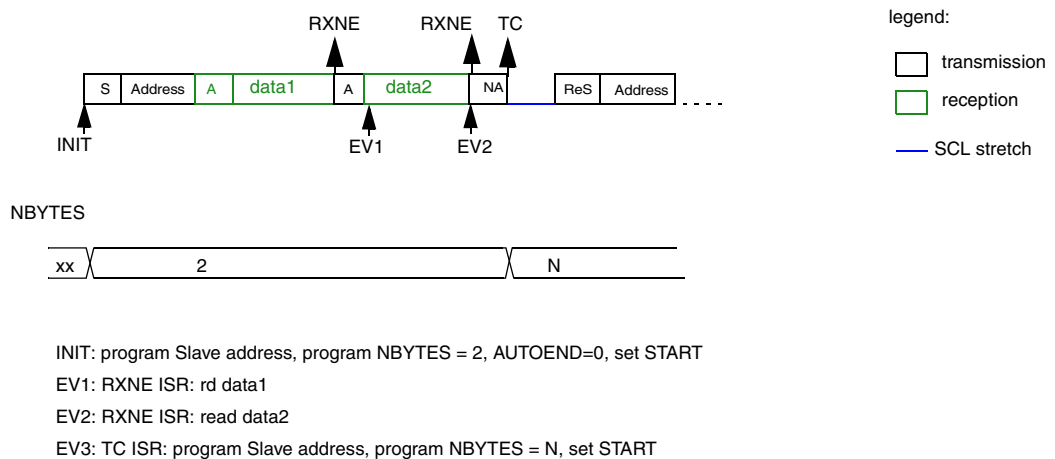 RXNE RXNE TC
S Address A data1 A data2 NA ReS Address
INIT EV1 EV2
legend:
transmission
reception
SCL stretch
NBYTES
xx 2 N
INIT: program Slave address, program NBYTES = 2, AUTOEND=0, set START
EV1: RXNE ISR: rd data1
EV2: RXNE ISR: read data2
EV3: TC ISR: program Slave address, program NBYTES = N, set START